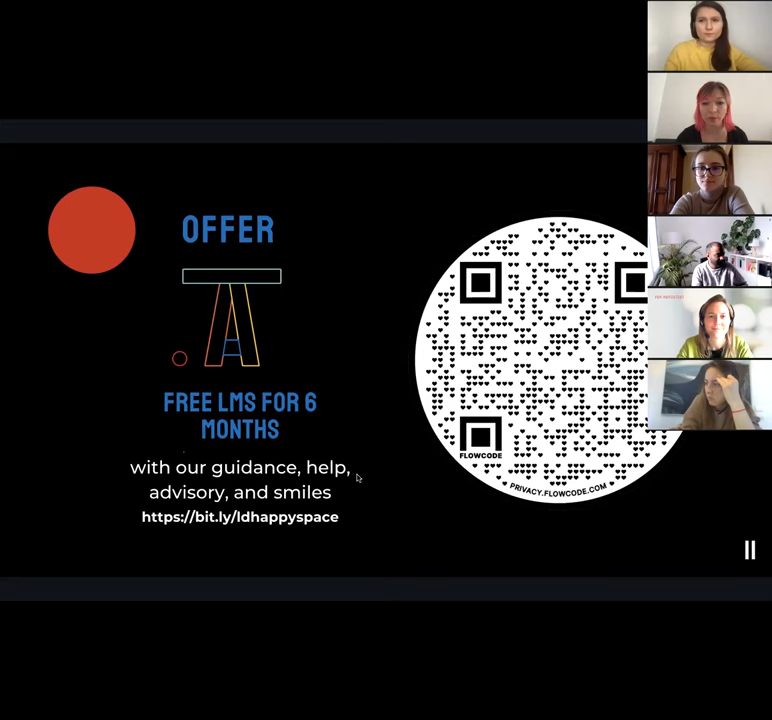 OFFER
FREE LMS FOR 6
MONTHS
with our guidance, help,
advisory, and smiles
https://bit.ly/ldhappyspace
FLOWCODE
PRIVACY.FLOWCODE.COM